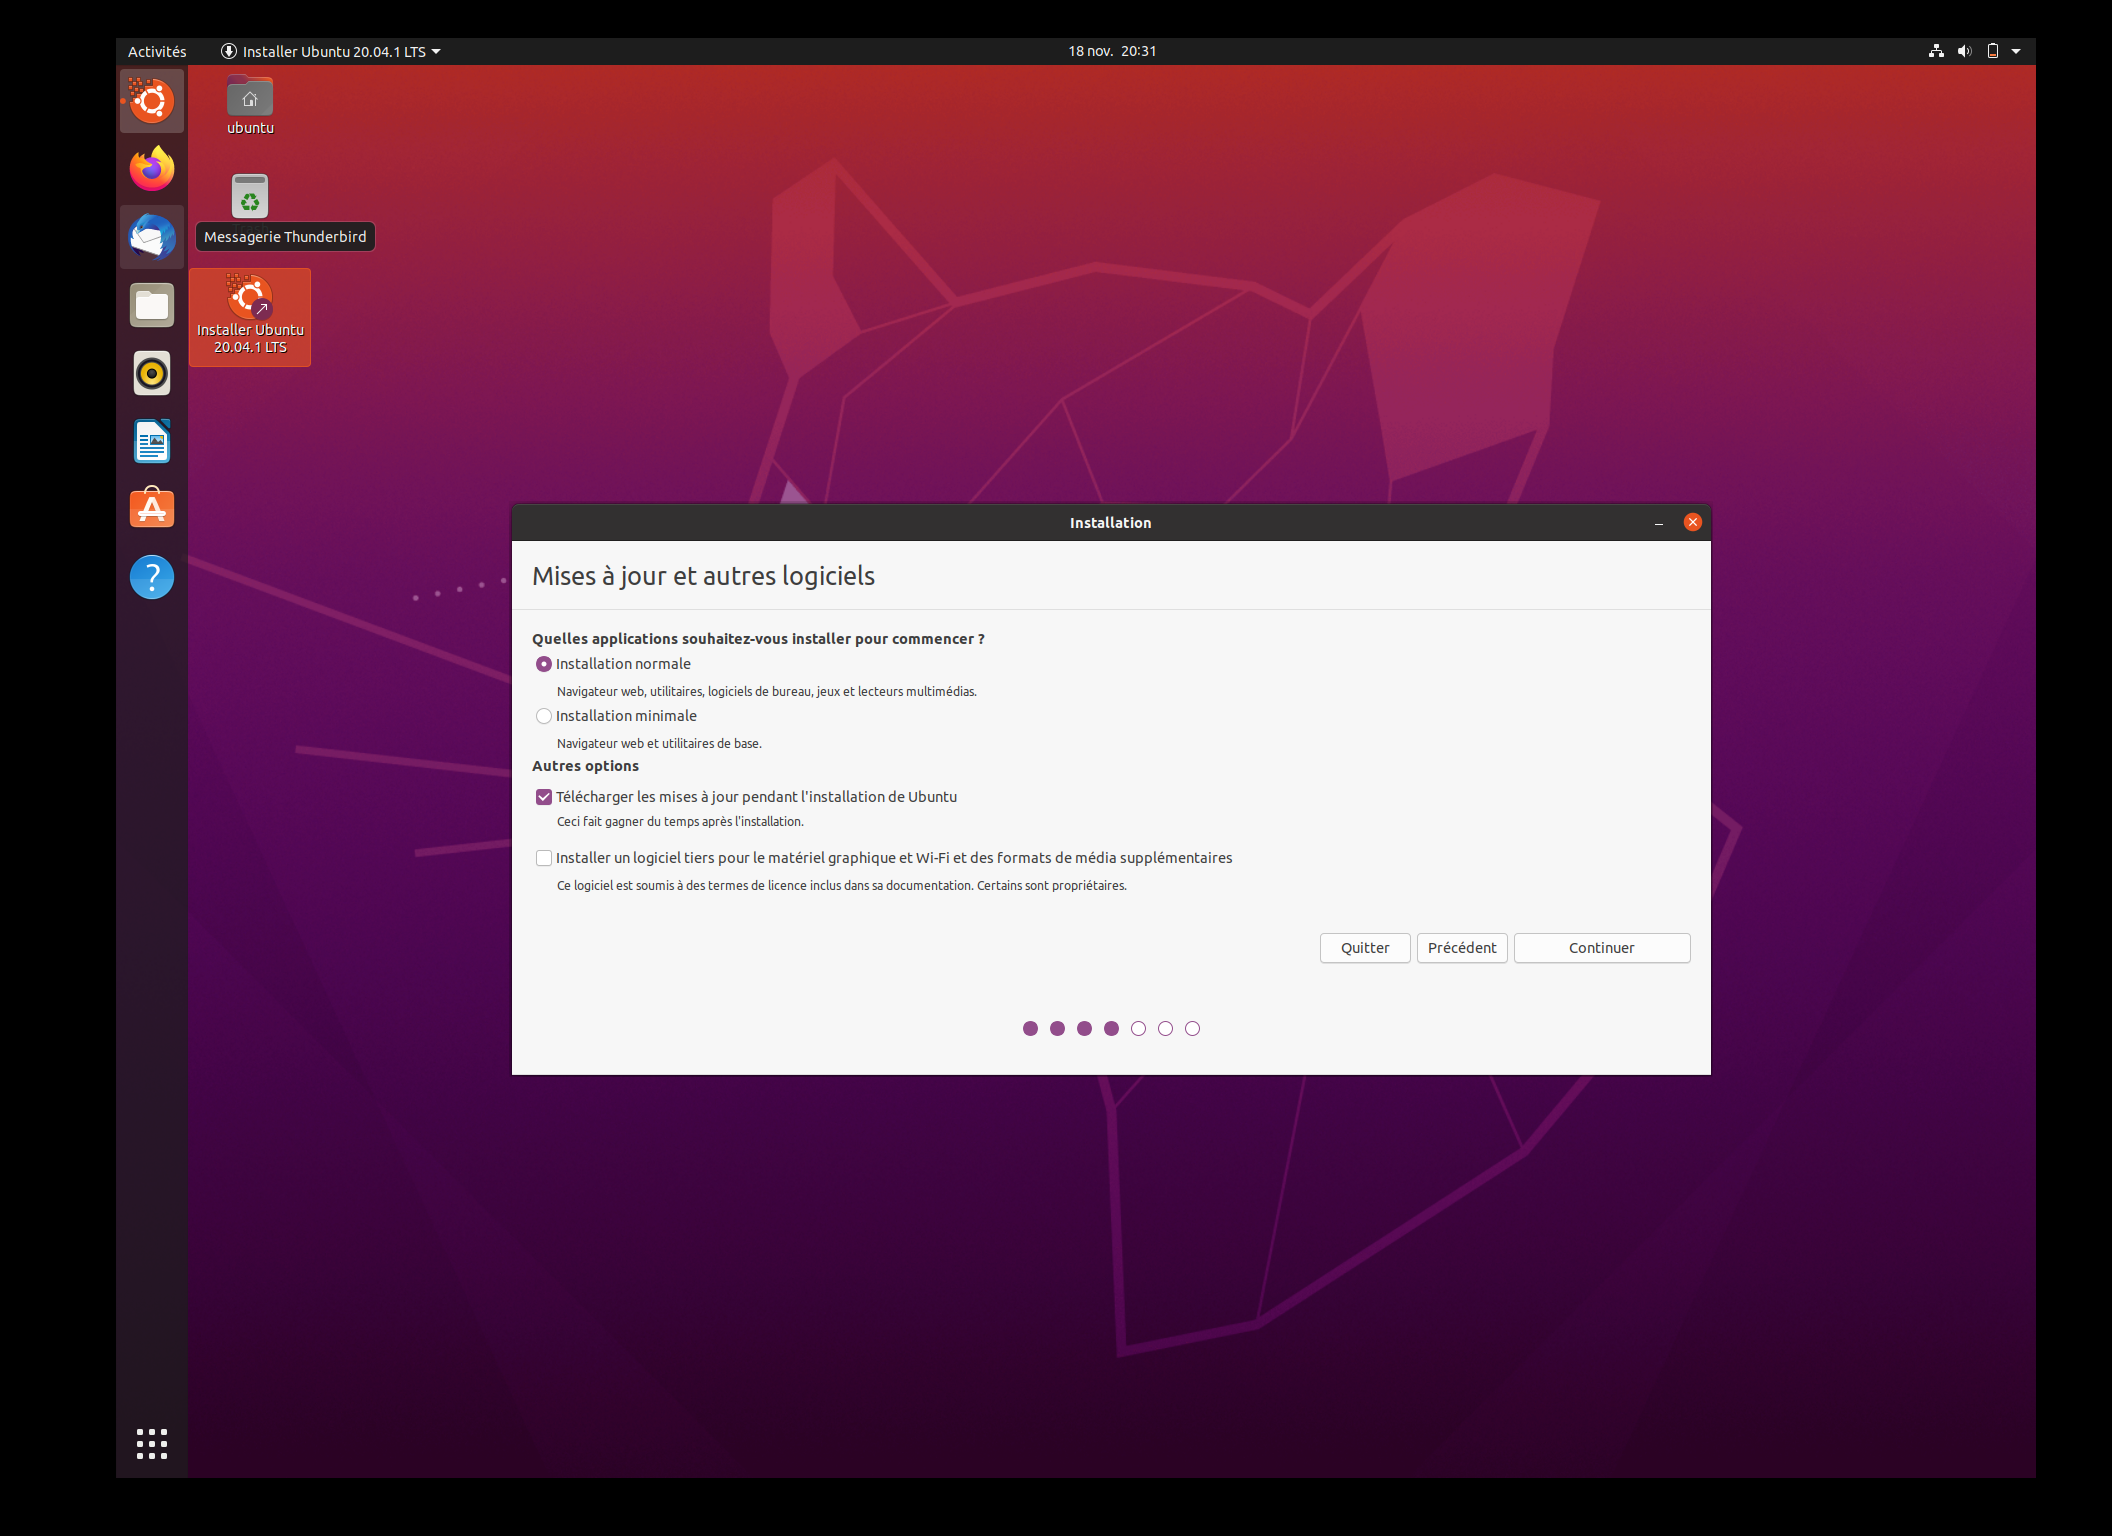 Activités
Installer Ubuntu 20.04.1 LTS
18 nov. 20:31
ubuntu
Messagerie Thunderbird
Installer Ubuntu
20.04.1 LTS
Installation
Mises à jour et autres logiciels
Quelles applications souhaitez-vous installer pour commencer ?
Installation normale
Navigateur web, utilitaires, logiciels de bureau, jeux et lecteurs multimédias.
Installation minimale
Navigateur web et utilitaires de base.
Autres options
Télécharger les mises à jour pendant l'installation de Ubuntu
Ceci fait gagner du temps après l'installation.
Installer un logiciel tiers pour le matériel graphique et Wi-Fi et des formats de média supplémentaires
Ce logiciel est soumis à des termes de licence inclus dans sa documentation. Certains sont propriétaires.
Quitter
Précédent
Continuer